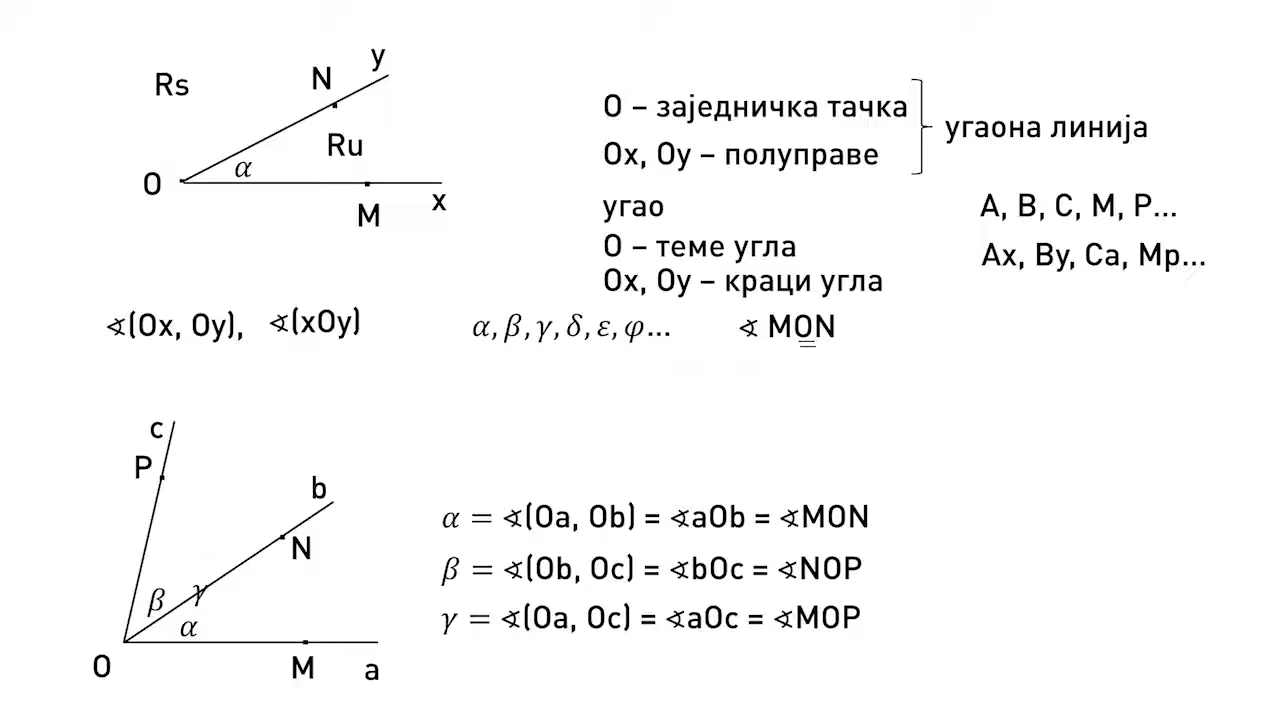 Rs
N
y
Ru
α
O
M
x
O – заједничка тачка
Ox, Oy – полуправе
угаона линија
угао
O – теме угла
Ox, Oy – краци угла
A, B, C, M, P...
Ax, By, Ca, Mp...
∢(Ox, Oy), ∢(xOy)
α, β, γ, δ, ε, φ...
∢ MON
c
P
b
N
β
γ
α
O
M
a
α = ∢(Oa, Ob) = ∢aOb = ∢MON
β = ∢(Ob, Oc) = ∢bOc = ∢NOP
γ = ∢(Oa, Oc) = ∢aOc = ∢MOP